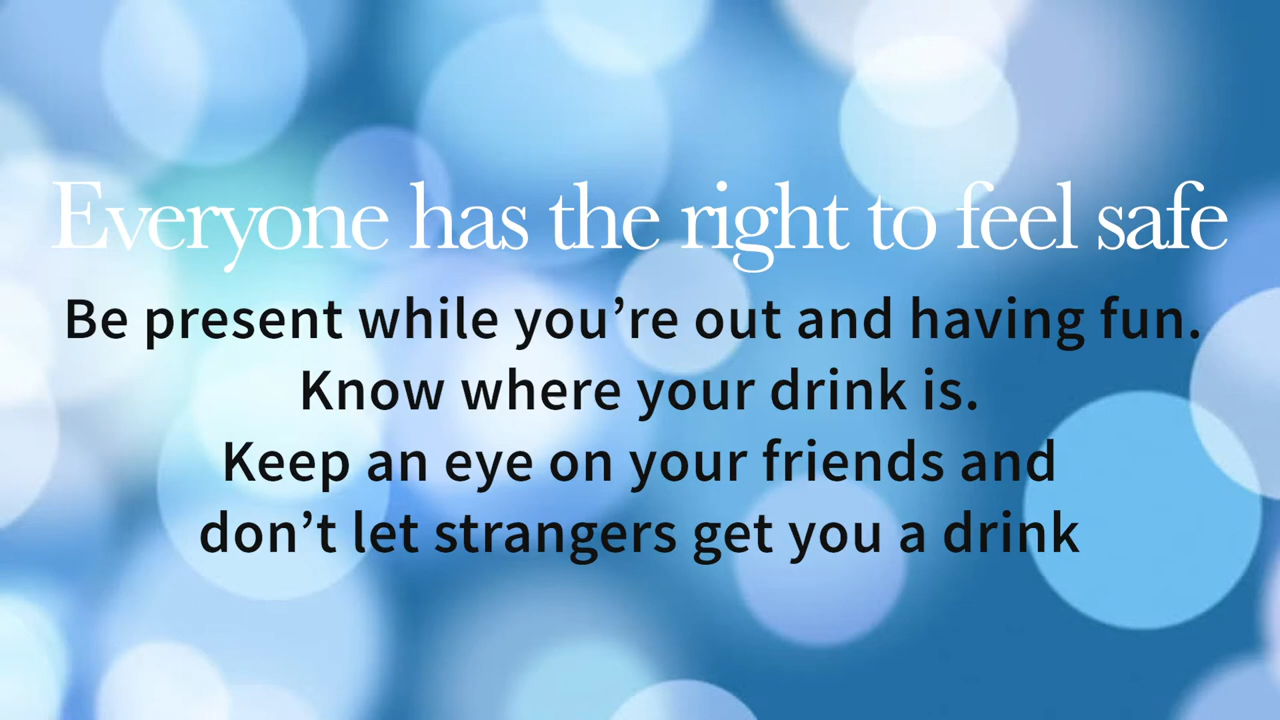 Everyone has the right to feel safe
Be present while you’re out and having fun.
Know where your drink is.
Keep an eye on your friends and
don’t let strangers get you a drink